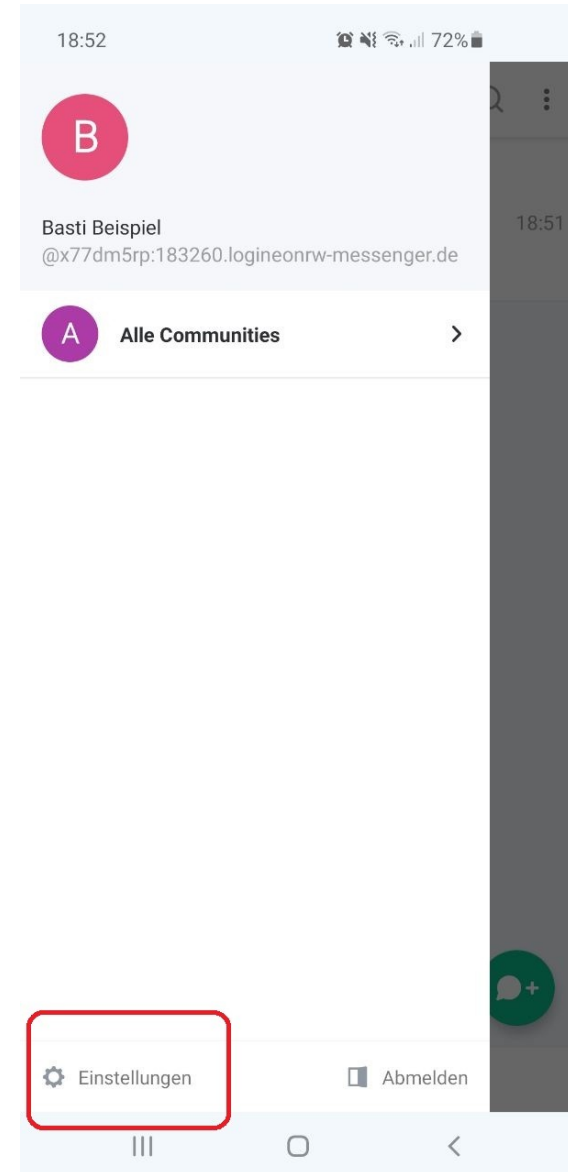 18:52 72%
B
Basti Beispiel
@x77dm5rp:183260.logineonrw-messenger.de
18:51
A Alle Communities
Einstellungen Abmelden